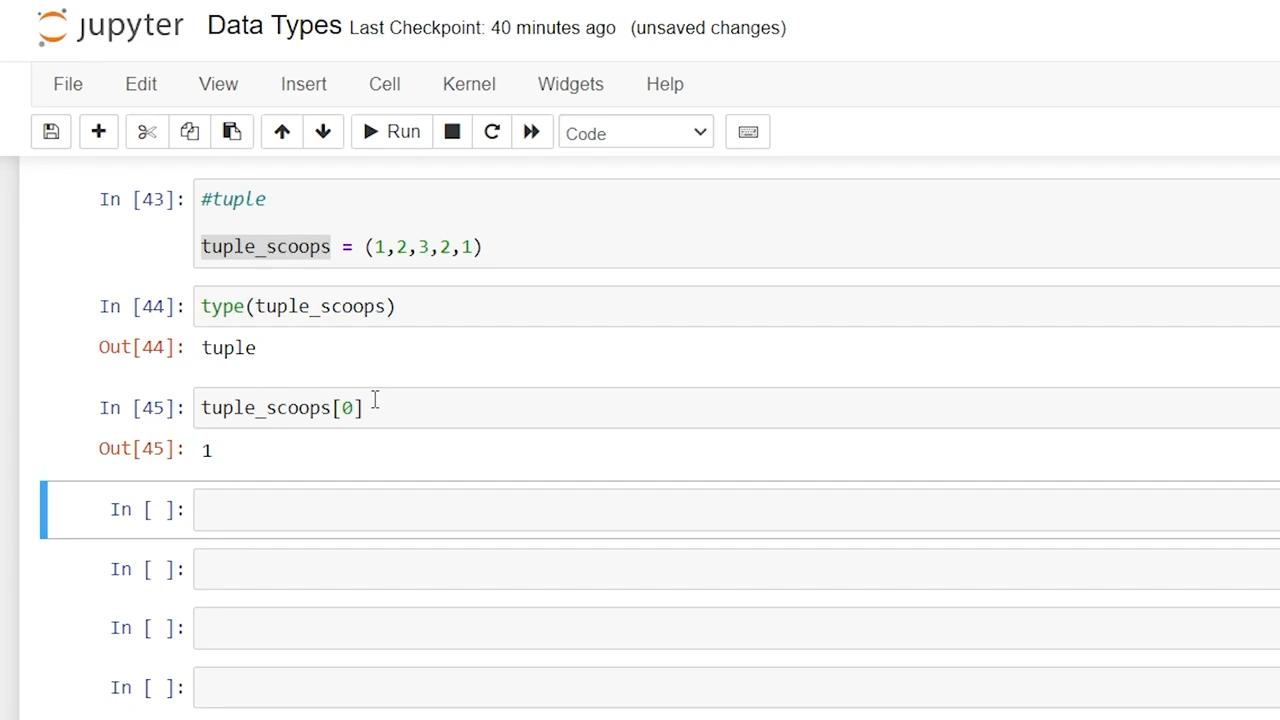 jupyter Data Types Last Checkpoint: 40 minutes ago (unsaved changes)
File Edit View Insert Cell Kernel Widgets Help
Run Code
In [43]: #tuple
tuple_scoops = (1,2,3,2,1)
In [44]: type(tuple_scoops)
Out[44]: tuple
In [45]: tuple_scoops[0]
Out[45]: 1
In [ ]:
In [ ]:
In [ ]:
In [ ]: